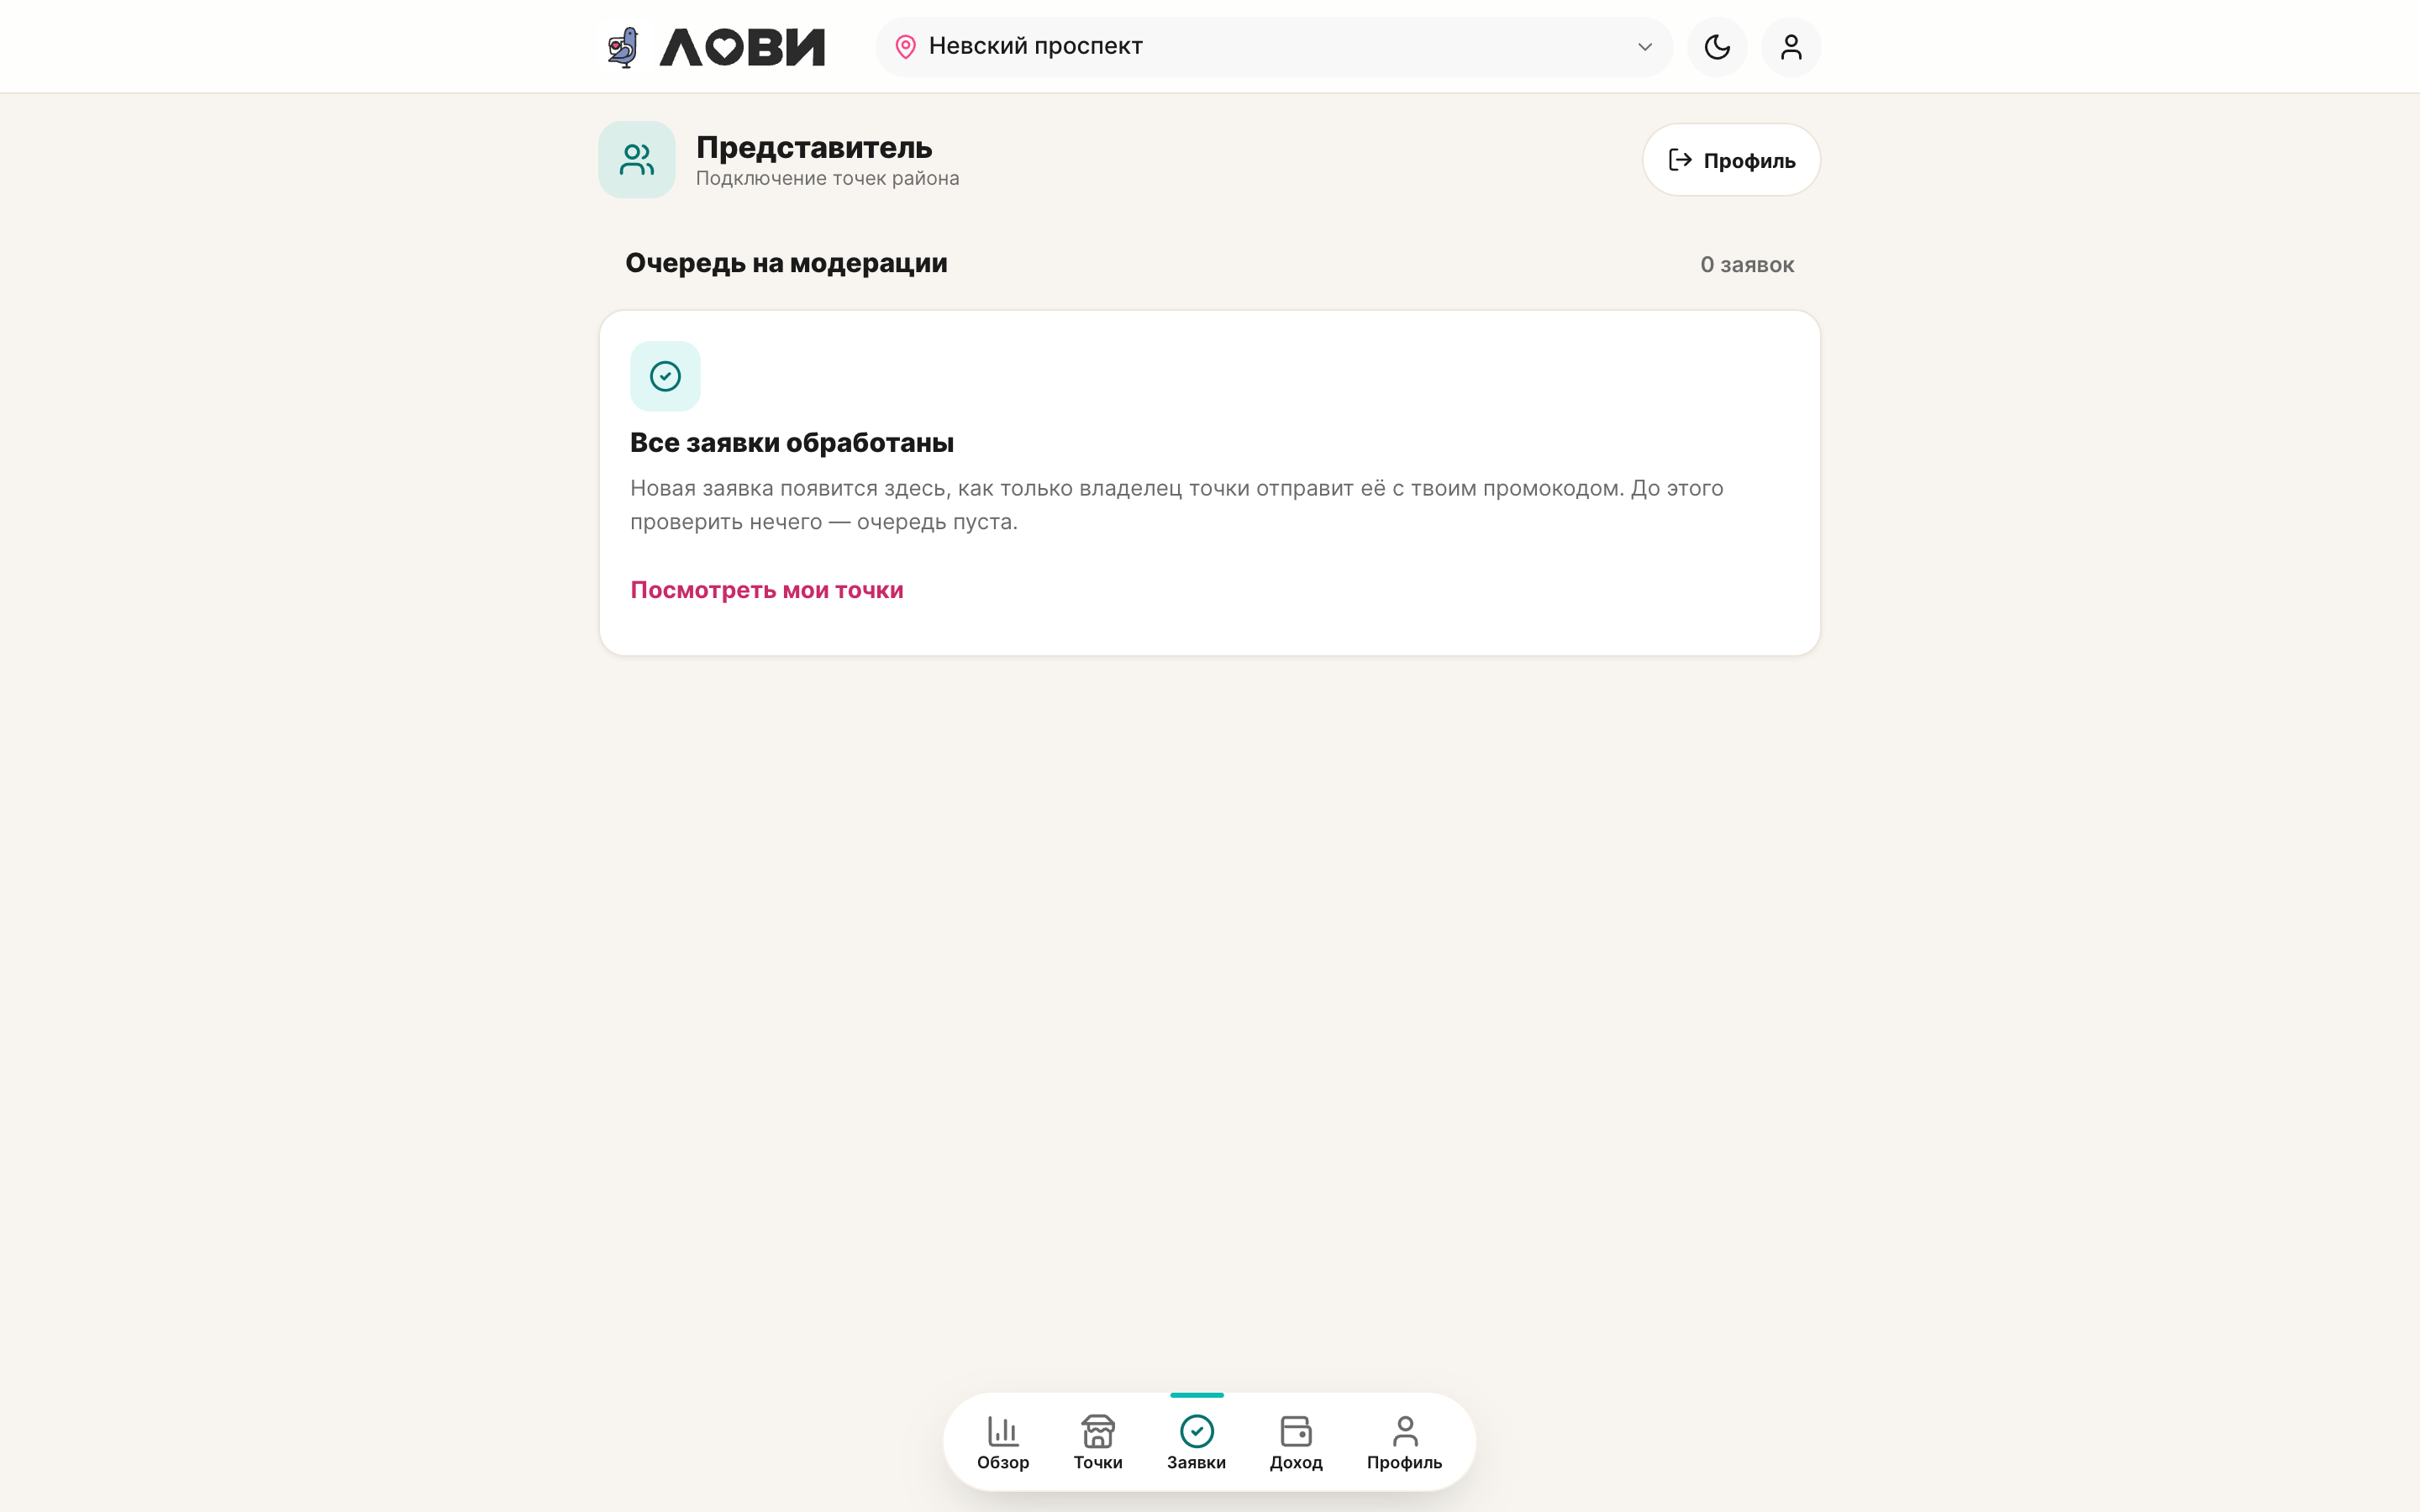 ЛОВИ
Невский проспект
Представитель
Подключение точек района
Профиль
Очередь на модерации
0 заявок
Все заявки обработаны
Новая заявка появится здесь, как только владелец точки отправит её с твоим промокодом. До этого
проверить нечего — очередь пуста.
Посмотреть мои точки
Обзор
Точки
Заявки
Доход
Профиль